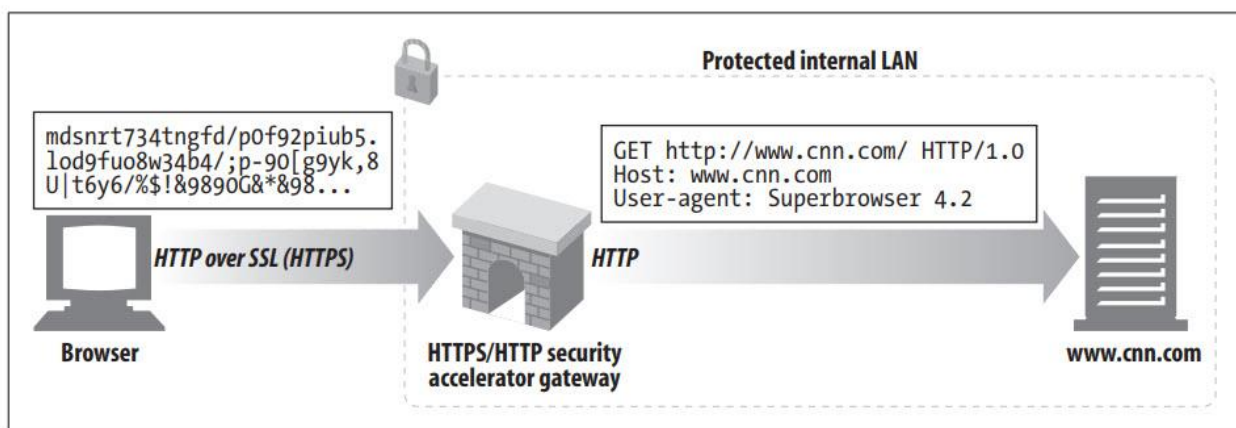 Protected internal LAN
mdsnrt734tngfd/pOf92piub5.
lod9fuo8w34b4/;p-90[g9yk,8
U|t6y6/%$!&989OG&*&98...
GET http://www.cnn.com/ HTTP/1.0
Host: www.cnn.com
User-agent: Superbrowser 4.2
HTTP over SSL (HTTPS)
HTTP
Browser
HTTPS/HTTP security
accelerator gateway
www.cnn.com